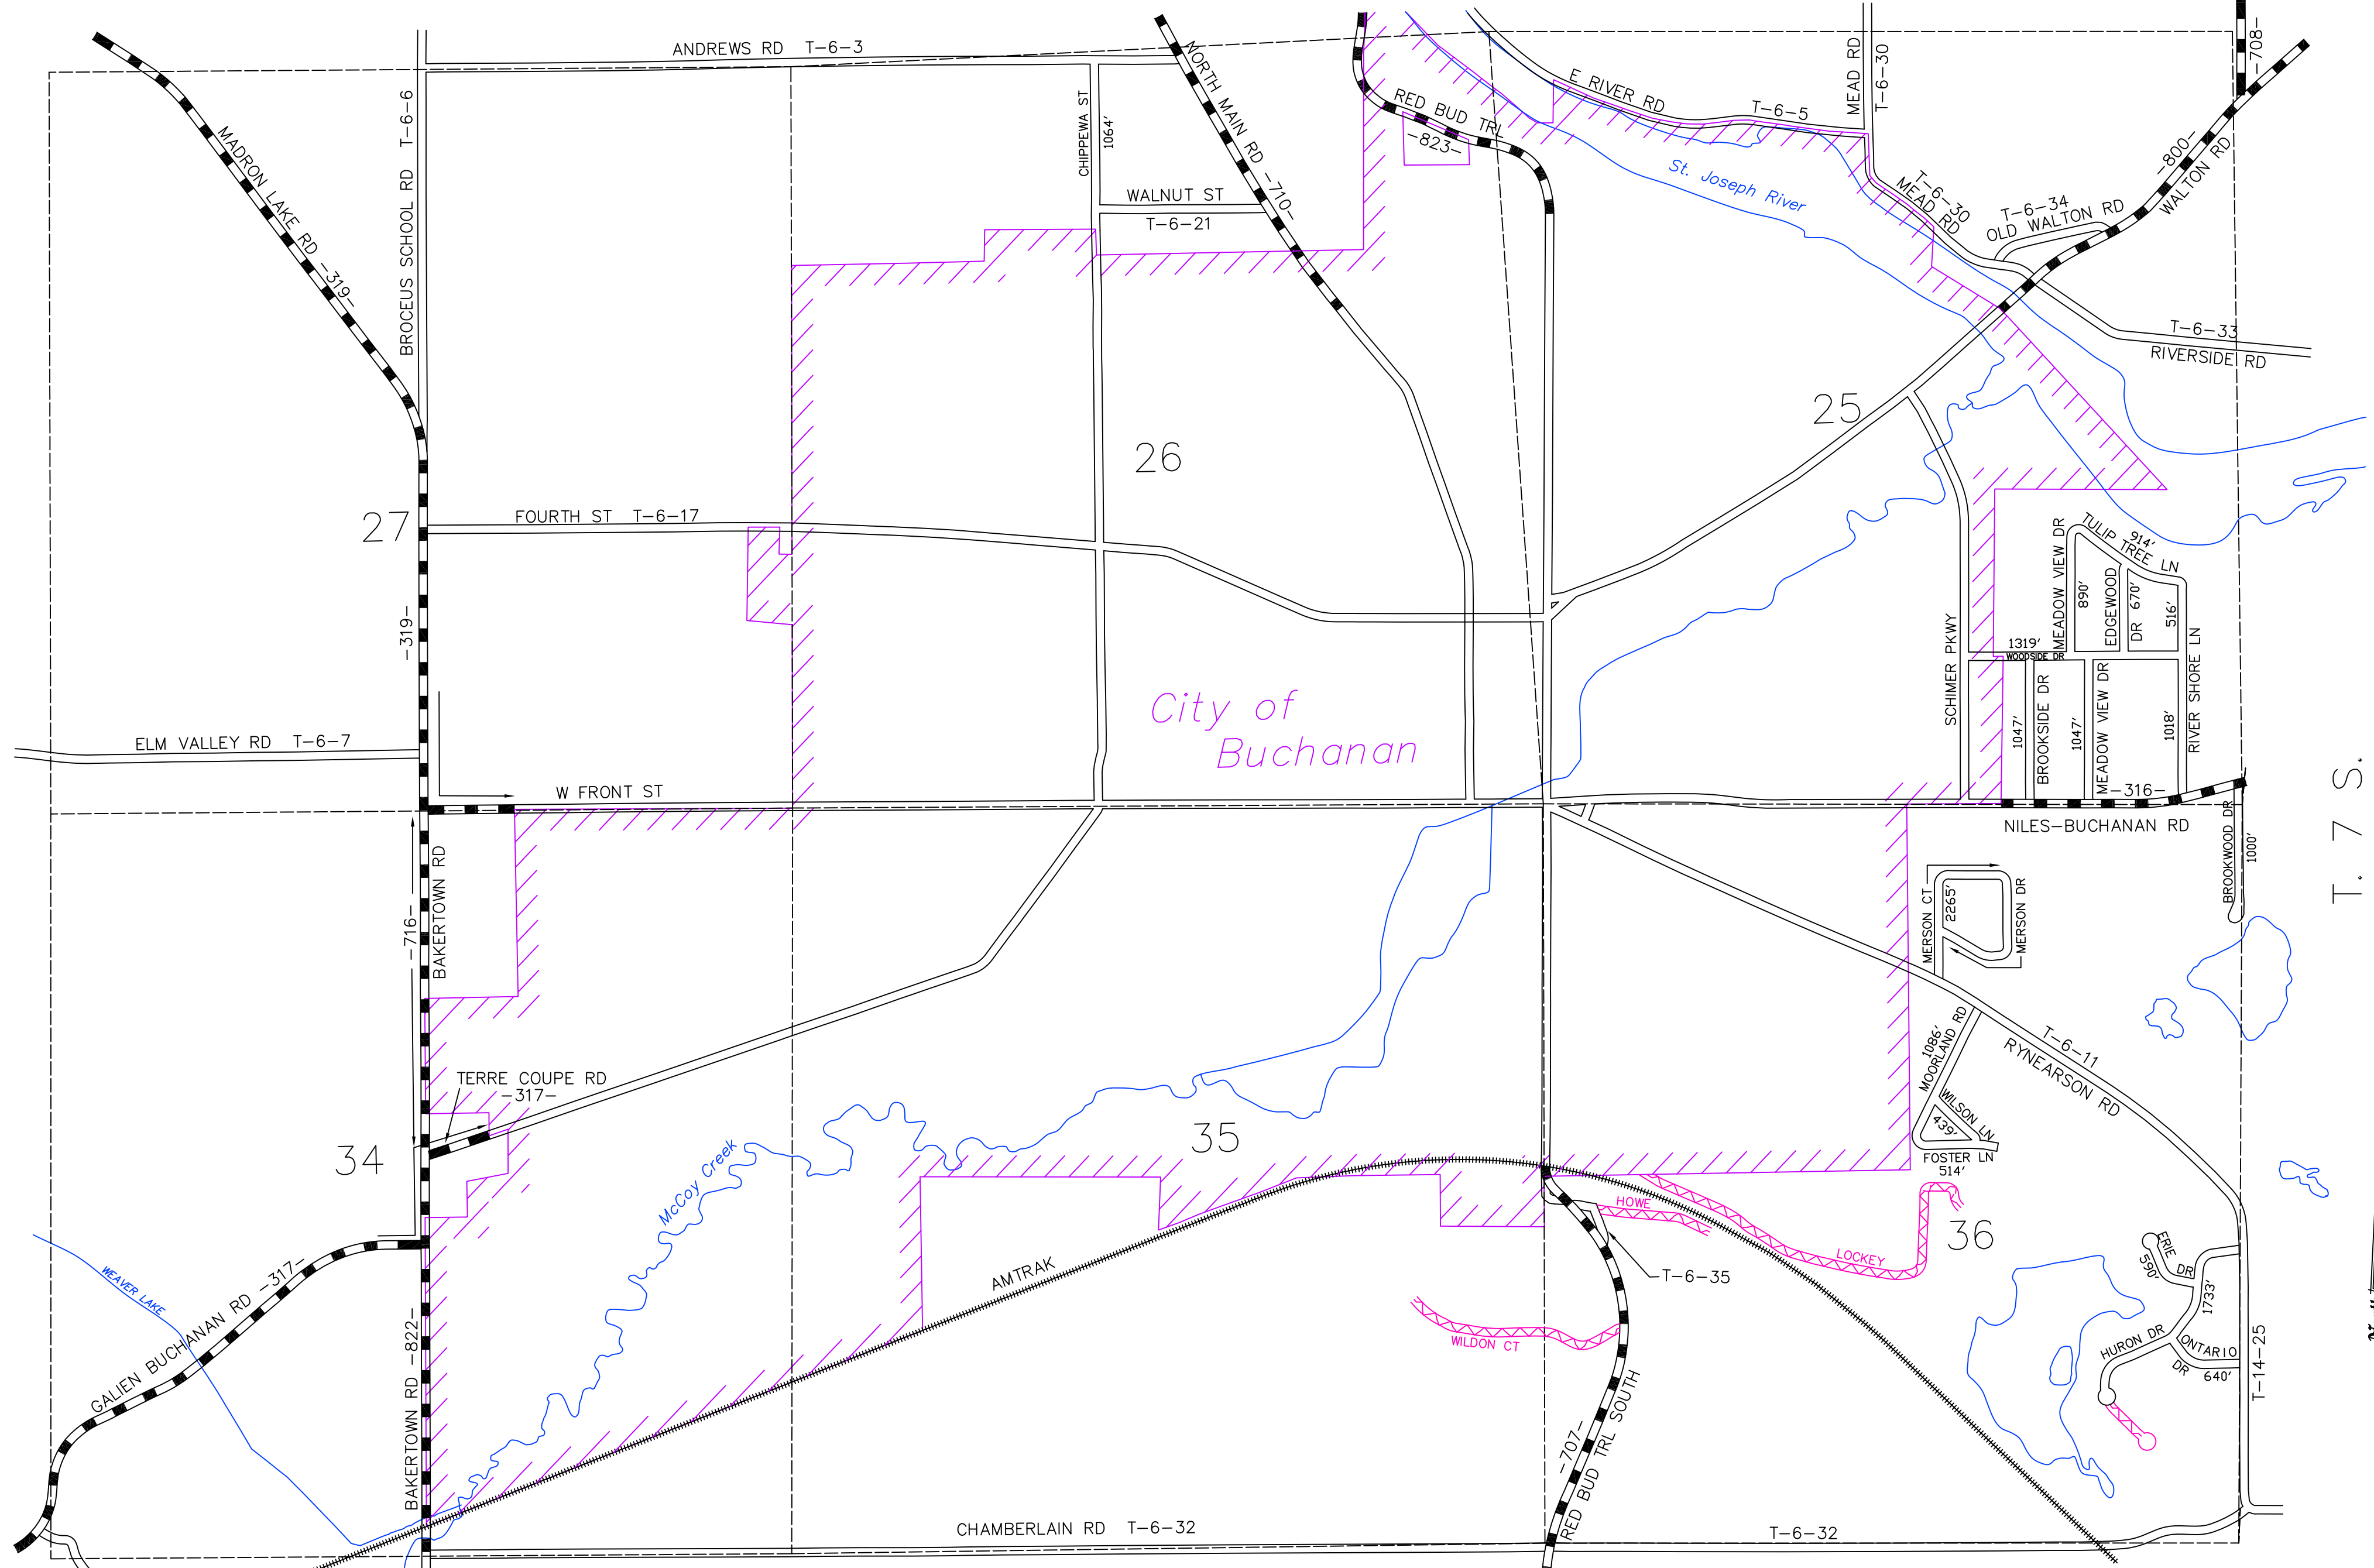 ANDREWS RD T-6-3
MADRON LAKE RD -319-
BROCEUS SCHOOL RD T-6-6
CHIPPEWA ST
1064'
NORTH MAIN RD -710-
WALNUT ST
T-6-21
RED BUD TRL
-823-
E RIVER RD
T-6-5
MEAD RD
T-6-30
St. Joseph River
T-6-30
MEAD RD
T-6-34
OLD WALTON RD
-800-
WALTON RD
-708-
T-6-33
RIVERSIDE RD
25
26
27
FOURTH ST T-6-17
-319-
ELM VALLEY RD T-6-7
W FRONT ST
City of
Buchanan
SCHIMER PKWY
1319'
WOODSIDE DR
MEADOW VIEW DR
890'
TULIP TREE LN
914'
EDGEWOOD
DR 670'
516'
RIVER SHORE LN
1047'
BROOKSIDE DR
1047'
MEADOW VIEW DR
1018'
-316-
NILES-BUCHANAN RD
BROOKWOOD DR
1000'
T. 7 S.
-716-
BAKERTOWN RD
MERSON CT
2265'
MERSON DR
1086'
MOORLAND RD
WILSON LN
439'
FOSTER LN
514'
T-6-11
RYNEARSON RD
TERRE COUPE RD
-317-
34
35
36
McCoy Creek
WEAVER LAKE
GALIEN BUCHANAN RD -317-
BAKERTOWN RD -822-
AMTRAK
HOWE
LOCKEY
T-6-35
WILDON CT
-707-
RED BUD TRL SOUTH
ERIE
DR
590'
1733'
HURON DR
ONTARIO
DR
640'
T-14-25
CHAMBERLAIN RD T-6-32
T-6-32